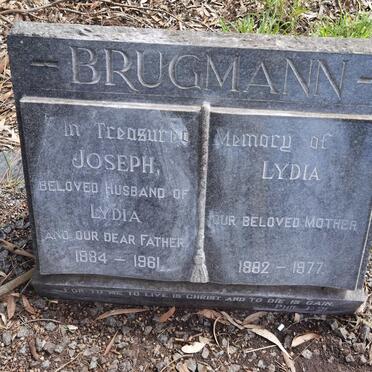 - BRUGMANN -
In Treasured Memory of
JOSEPH,
BELOVED HUSBAND OF
LYDIA
AND OUR DEAR FATHER
1884 - 1961
LYDIA
OUR BELOVED MOTHER
1882 - 1977
FOR TO ME TO LIVE IS CHRIST AND TO DIE IS GAIN